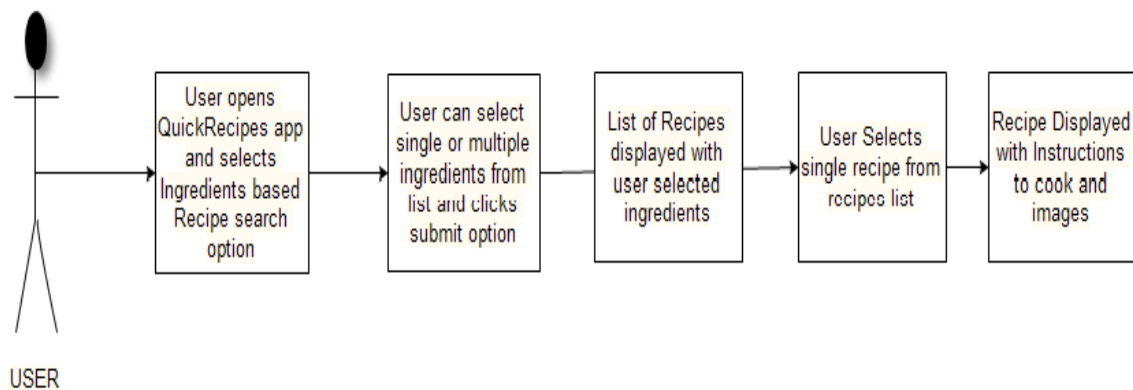 User opens
QuickRecipes app
and selects
Ingredients based
Recipe search
option
User can select
single or multiple
ingredients from
list and clicks
submit option
List of Recipes
displayed with
user selected
ingredients
User Selects
single recipe from
recipes list
Recipe Displayed
with Instructions
to cook and
images
USER